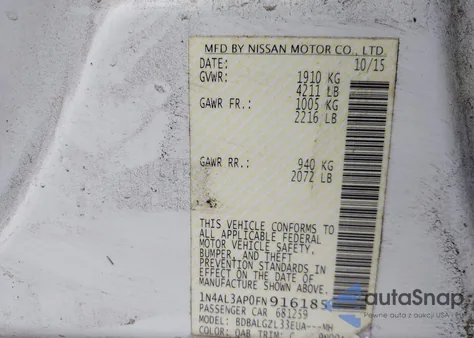 MFD BY NISSAN MOTOR CO., LTD
DATE: 10/15
GVWR: 1910 KG
4211 LB
GAWR FR.: 1005 KG
2216 LB
GAWR RR.: 940 KG
2072 LB
THIS VEHICLE CONFORMS TO
ALL APPLICABLE FEDERAL
MOTOR VEHICLE SAFETY,
BUMPER, AND THEFT
PREVENTION STANDARDS IN
EFFECT ON THE DATE OF
MANUFACTURE SHOWN ABOVE.
1N4AL3AP0FN916185
PASSENGER CAR 681259
MODEL: BDBALGZL33EUA---NH
COLOR: QAB TRIM: G
autoSnap